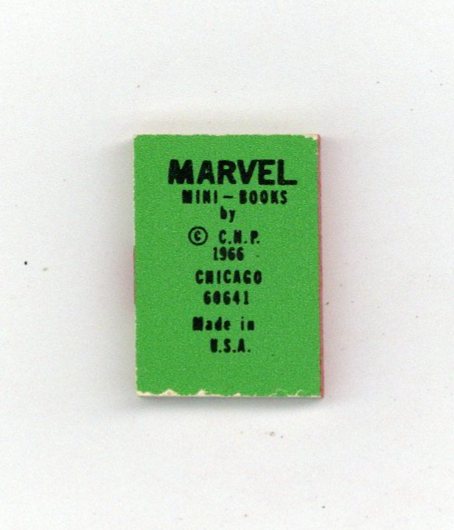 MARVEL
MINI-BOOKS
by
© C.N.P.
1966
CHICAGO
60641
Made in
U.S.A.